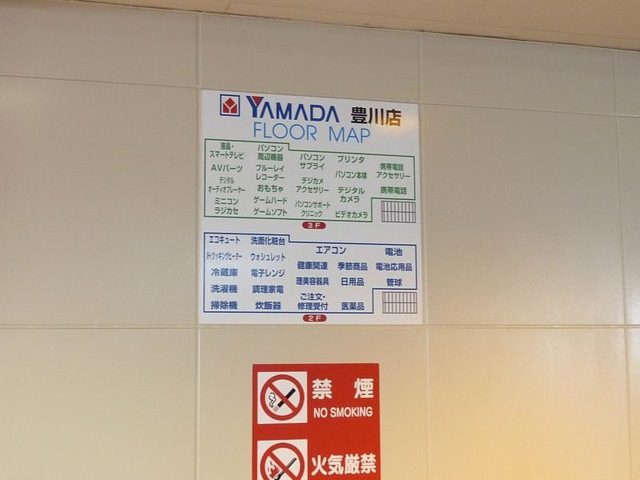 YAMADA 豊川店
FLOOR MAP
液晶・スマートテレビ
パソコン周辺機器
パソコンサプライ
プリンタ
携帯電話アクセサリー
AVパーツ
ブルーレイレコーダー
デジカメアクセサリー
パソコン本体
デジタルオーディオプレーヤー
おもちゃ
デジタルカメラ
携帯電話
ミニコンラジカセ
ゲームハード
ゲームソフト
パソコンサポートクリニック
ビデオカメラ
3F
エコキュート
洗面化粧台
エアコン
電池
IHクッキングヒーター
ウォシュレット
健康関連
季節商品
電池応用品
冷蔵庫
電子レンジ
理美容器具
日用品
管球
洗濯機
調理家電
掃除機
炊飯器
ご注文・修理受付
医薬品
2F
禁煙
NO SMOKING
火気厳禁